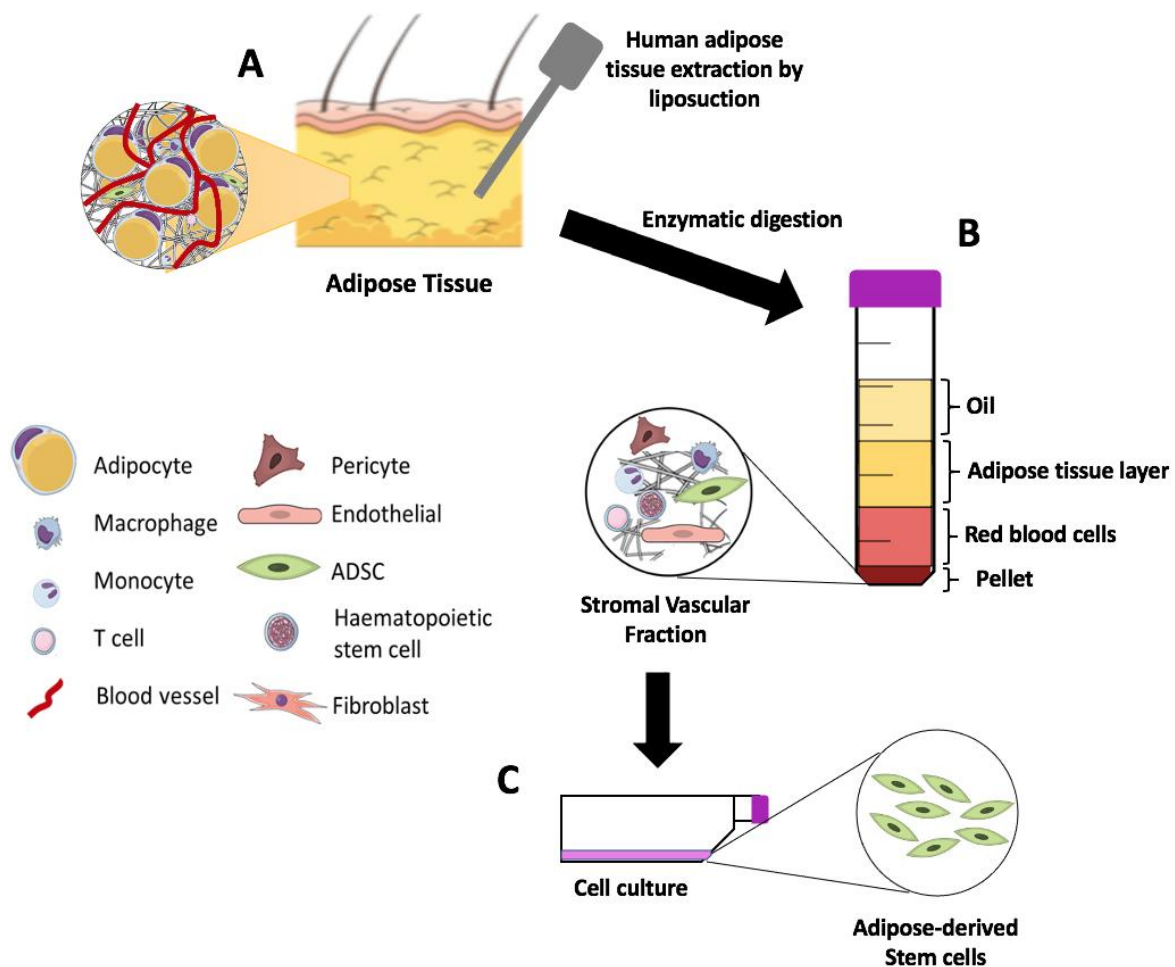 A
Human adipose
tissue extraction by
liposuction
Adipose Tissue
Enzymatic digestion
B
Oil
Adipose tissue layer
Red blood cells
Pellet
Stromal Vascular
Fraction
Adipocyte
Macrophage
Monocyte
T cell
Blood vessel
Pericyte
Endothelial
ADSC
Haematopoietic
stem cell
Fibroblast
C
Cell culture
Adipose-derived
Stem cells